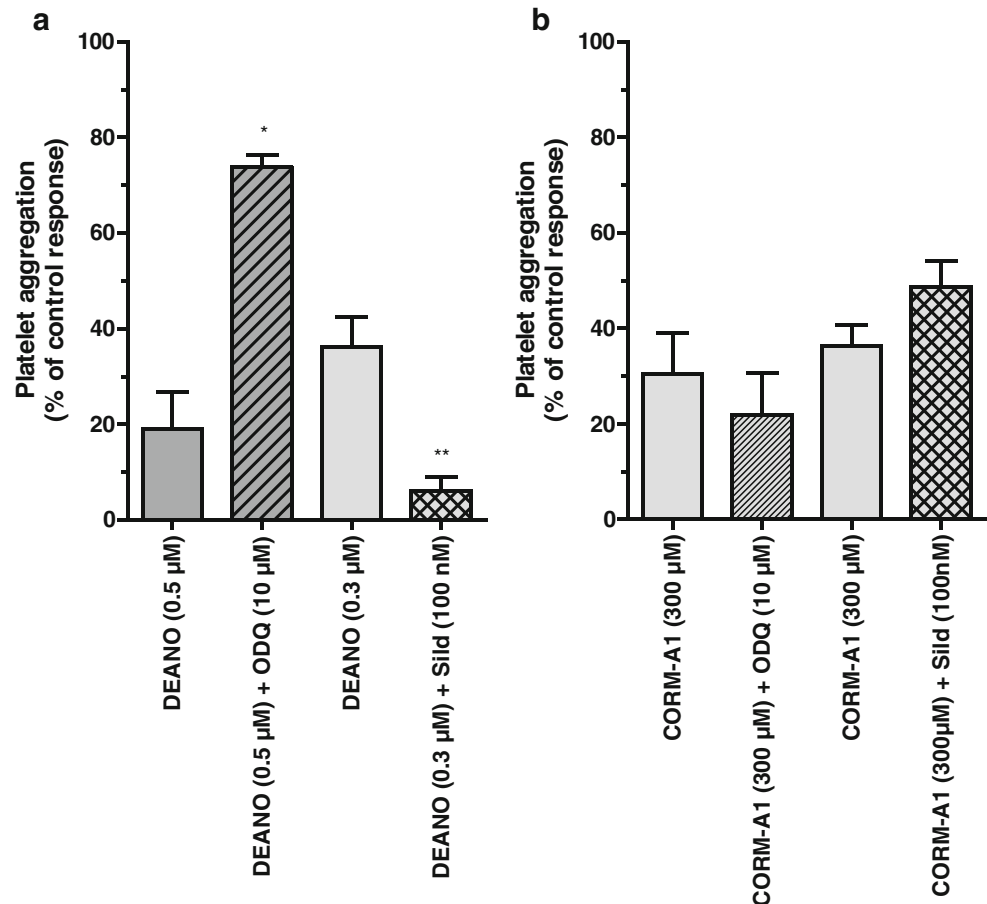 a
Platelet aggregation
(% of control response)
100
80
60
40
20
0
*
**
DEANO (0.5 µM)
DEANO (0.5 µM) + ODQ (10 µM)
DEANO (0.3 µM)
DEANO (0.3 µM) + Sild (100 nM)
b
Platelet aggregation
(% of control response)
100
80
60
40
20
0
CORM-A1 (300 µM)
CORM-A1 (300 µM) + ODQ (10 µM)
CORM-A1 (300 µM)
CORM-A1 (300µM) + Sild (100nM)